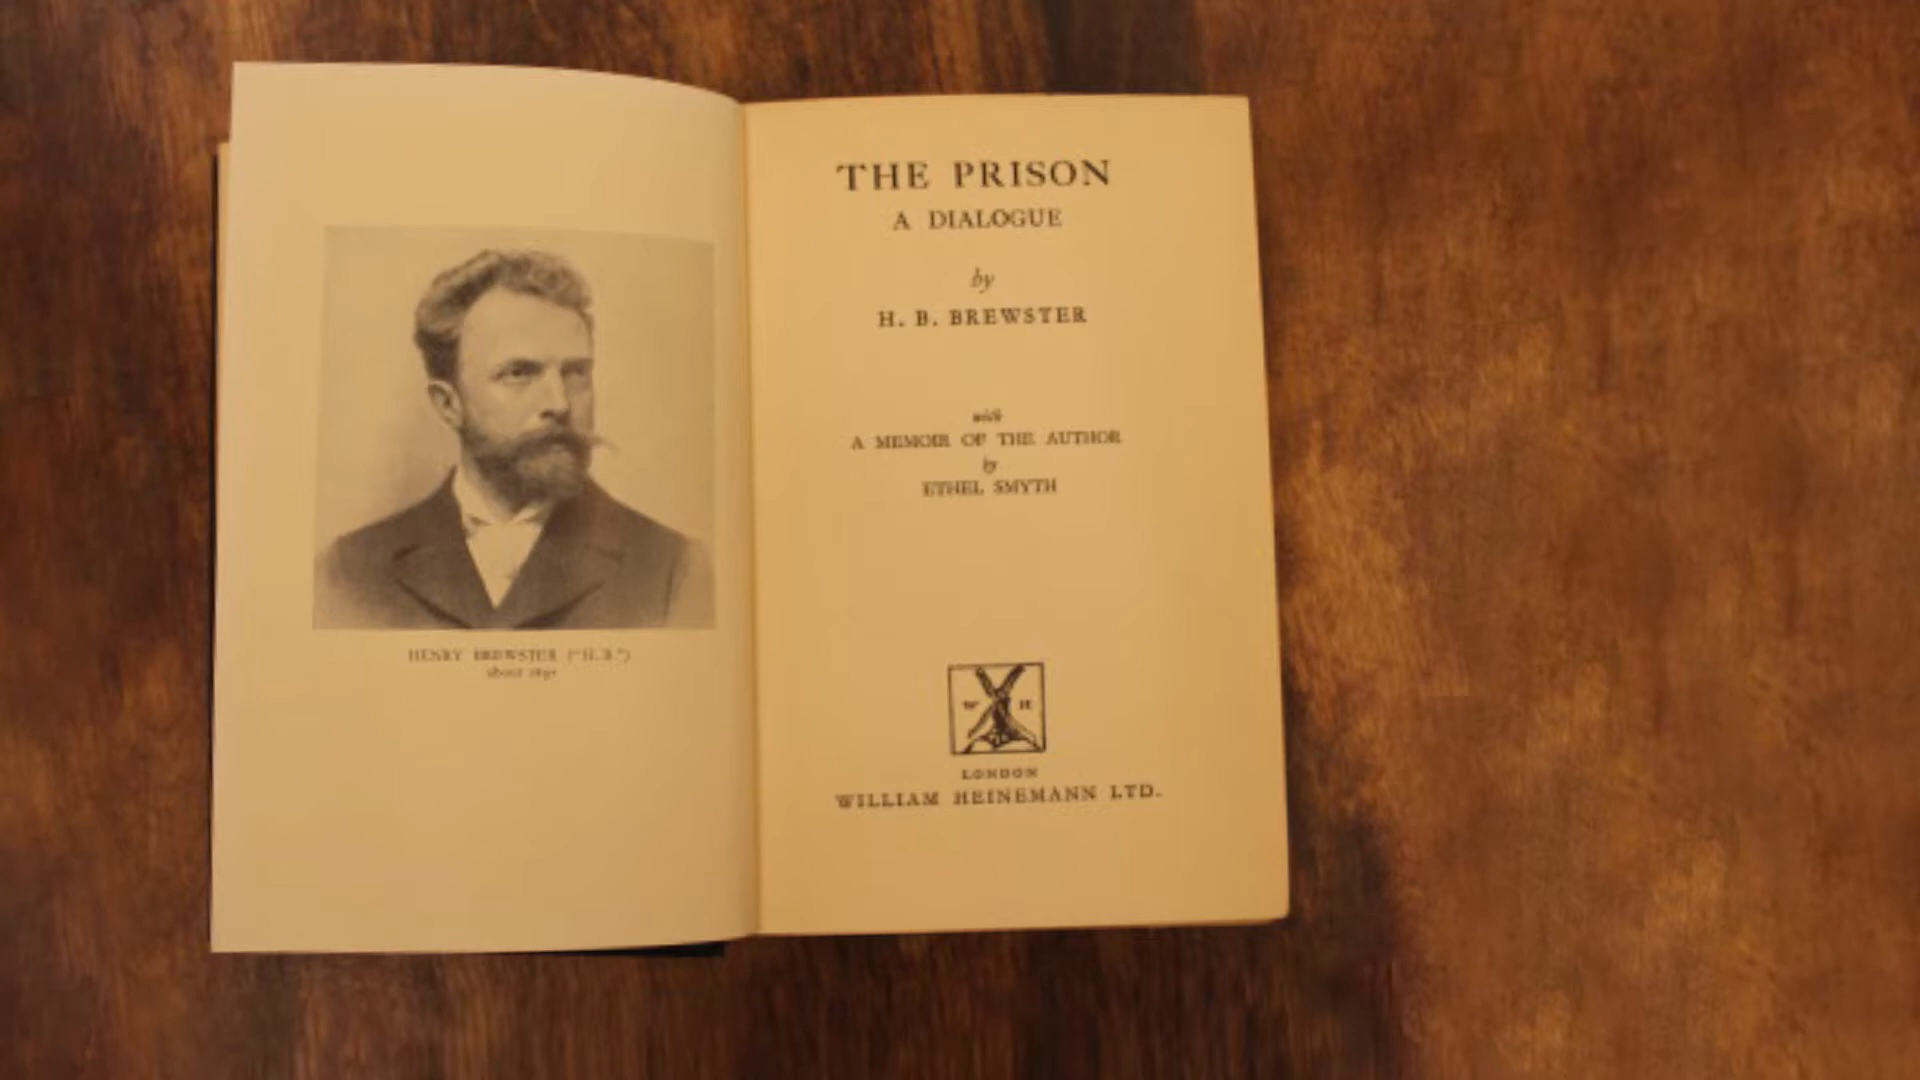 HENRY BREWSTER ("H.B.")
about
THE PRISON
A DIALOGUE
by
H. B. BREWSTER
with
A MEMOIR OF THE AUTHOR
by
ETHEL SMYTH
W H
LONDON
WILLIAM HEINEMANN LTD.